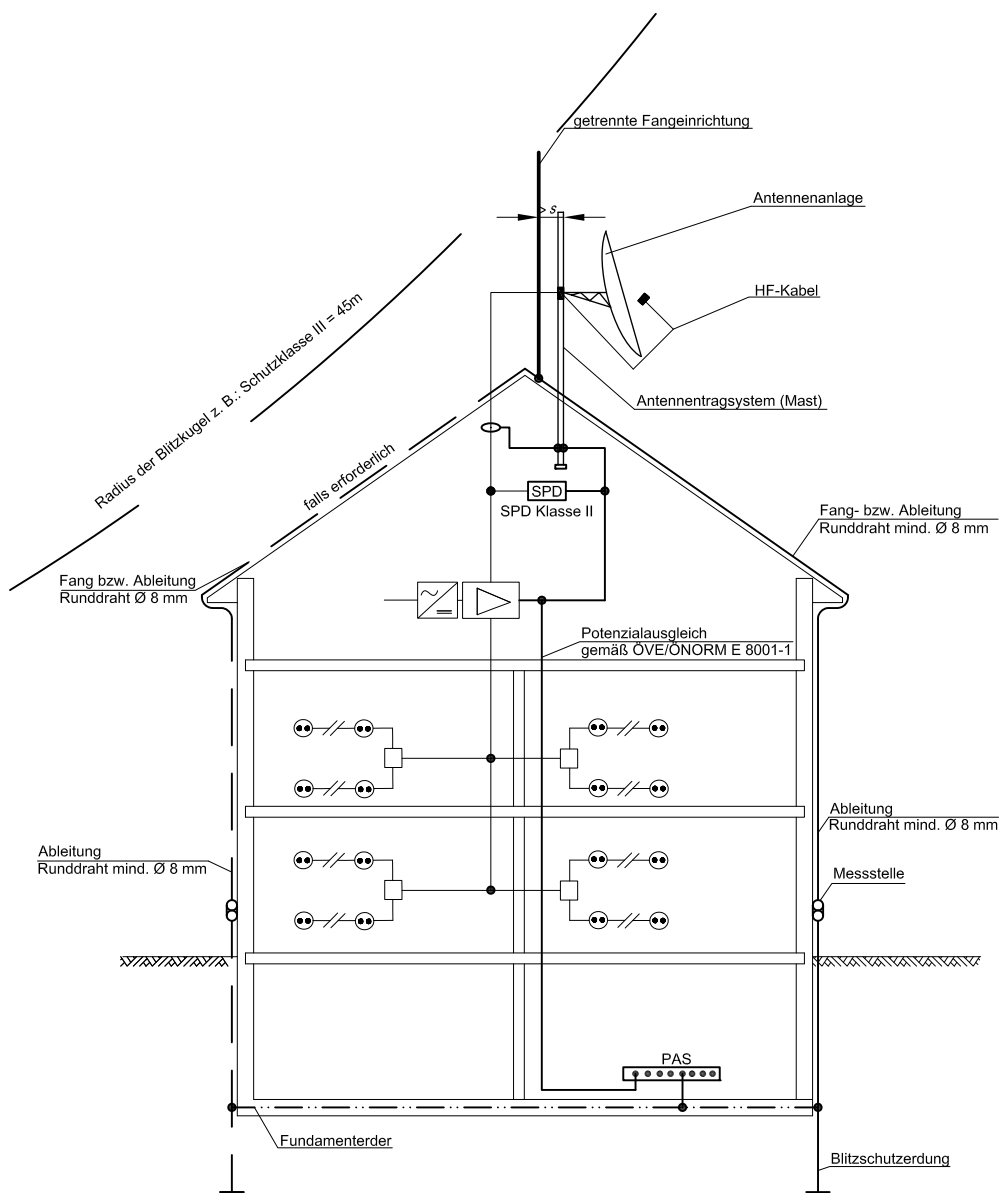 getrennte Fangeinrichtung
> s
Antennenanlage
HF-Kabel
Radius der Blitzkugel z. B.: Schutzklasse III = 45m
Antennentragsystem (Mast)
falls erforderlich
SPD
SPD Klasse II
Fang- bzw. Ableitung
Runddraht mind. Ø 8 mm
Fang bzw. Ableitung
Runddraht Ø 8 mm
Potenzialausgleich
gemäß ÖVE/ÖNORM E 8001-1
Ableitung
Runddraht mind. Ø 8 mm
Ableitung
Runddraht mind. Ø 8 mm
Messstelle
PAS
Fundamenterder
Blitzschutzerdung